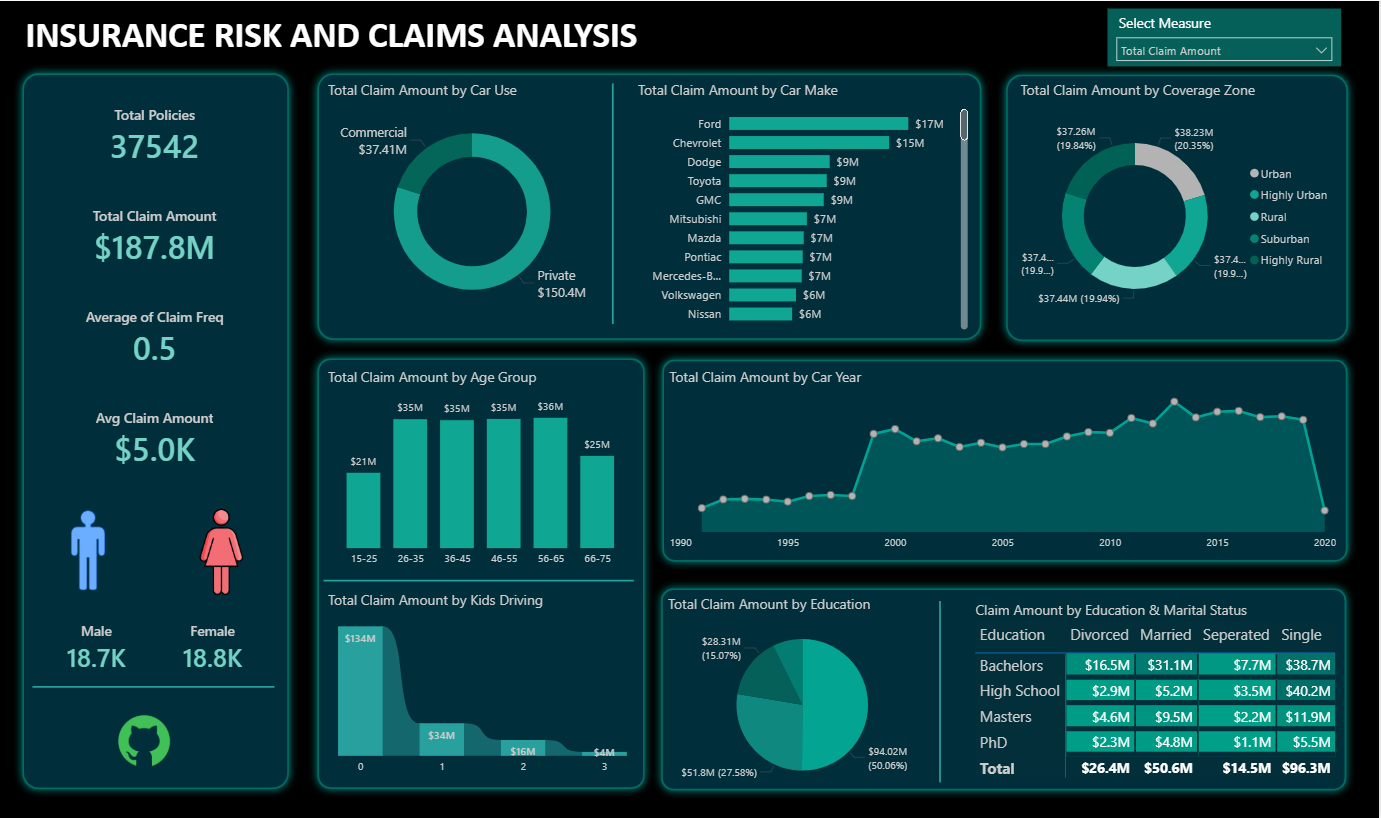 INSURANCE RISK AND CLAIMS ANALYSIS
Select Measure
Total Claim Amount
Total Policies
37542
Total Claim Amount
$187.8M
Average of Claim Freq
0.5
Avg Claim Amount
$5.0K
Male
18.7K
Female
18.8K
Total Claim Amount by Car Use
Commercial
$37.41M
Private
$150.4M
Total Claim Amount by Car Make
Ford $17M
Chevrolet $15M
Dodge $9M
Toyota $9M
GMC $9M
Mitsubishi $7M
Mazda $7M
Pontiac $7M
Mercedes-B... $7M
Volkswagen $6M
Nissan $6M
Total Claim Amount by Coverage Zone
$37.26M
(19.84%)
$38.23M
(20.35%)
$37.4...
(19.9...)
$37.4...
(19.9...)
$37.44M (19.94%)
Urban
Highly Urban
Rural
Suburban
Highly Rural
Total Claim Amount by Age Group
$21M $35M $35M $35M $36M $25M
15-25 26-35 36-45 46-55 56-65 66-75
Total Claim Amount by Car Year
1990 1995 2000 2005 2010 2015 2020
Total Claim Amount by Kids Driving
$134M $34M $16M $4M
0 1 2 3
Total Claim Amount by Education
$28.31M
(15.07%)
$51.8M (27.58%)
$94.02M
(50.06%)
Claim Amount by Education & Marital Status
Education Divorced Married Seperated Single
Bachelors $16.5M $31.1M $7.7M $38.7M
High School $2.9M $5.2M $3.5M $40.2M
Masters $4.6M $9.5M $2.2M $11.9M
PhD $2.3M $4.8M $1.1M $5.5M
Total $26.4M $50.6M $14.5M $96.3M